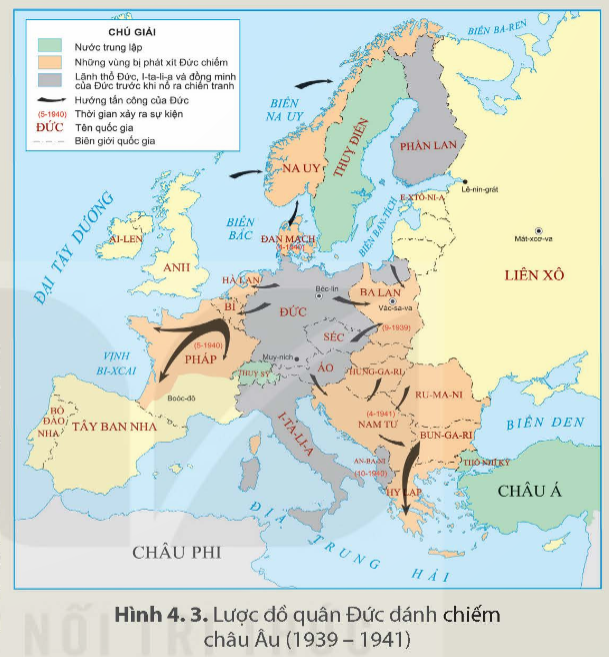 CHÚ GIẢI
Nước trung lập
Những vùng bị phát xít Đức chiếm
Lãnh thổ Đức, I-ta-li-a và đồng minh
của Đức trước khi nổ ra chiến tranh
Hướng tấn công của Đức
(5-1940) Thời gian xảy ra sự kiện
ĐỨC Tên quốc gia
Biên giới quốc gia
BIỂN BA-REN
BIỂN
NA UY
THUỴ ĐIỂN
PHẦN LAN
NA UY
Lê-nin-grát
E-XTÔ-NI-A
ĐẠI TÂY DƯƠNG
BIỂN
BẮC
BIỂN BAN-TÍCH
Mát-xcơ-va
AI-LEN
ĐAN MẠCH
ANH
LIÊN XÔ
HÀ LAN
BỈ
Béc-lin
BA LAN
ĐỨC
Vác-sa-va
(9-1939)
SÉC
(5-1940)
PHÁP
Muy-ních
VỊNH
BI-XCAI
THUỴ SỸ
ÁO
HUNG-GA-RI
RU-MA-NI
Boóc-đô
BỒ
ĐÀO
NHA
TÂY BAN NHA
I-TA-LI-A
(4-1941)
NAM TƯ
BUN-GA-RI
BIỂN ĐEN
AN-BA-NI
THỔ NHĨ KỲ
HY LẠP
CHÂU Á
ĐỊA TRUNG HẢI
CHÂU PHI
Hình 4. 3. Lược đồ quân Đức đánh chiếm
châu Âu (1939 – 1941)
NỐI TRI THỨC